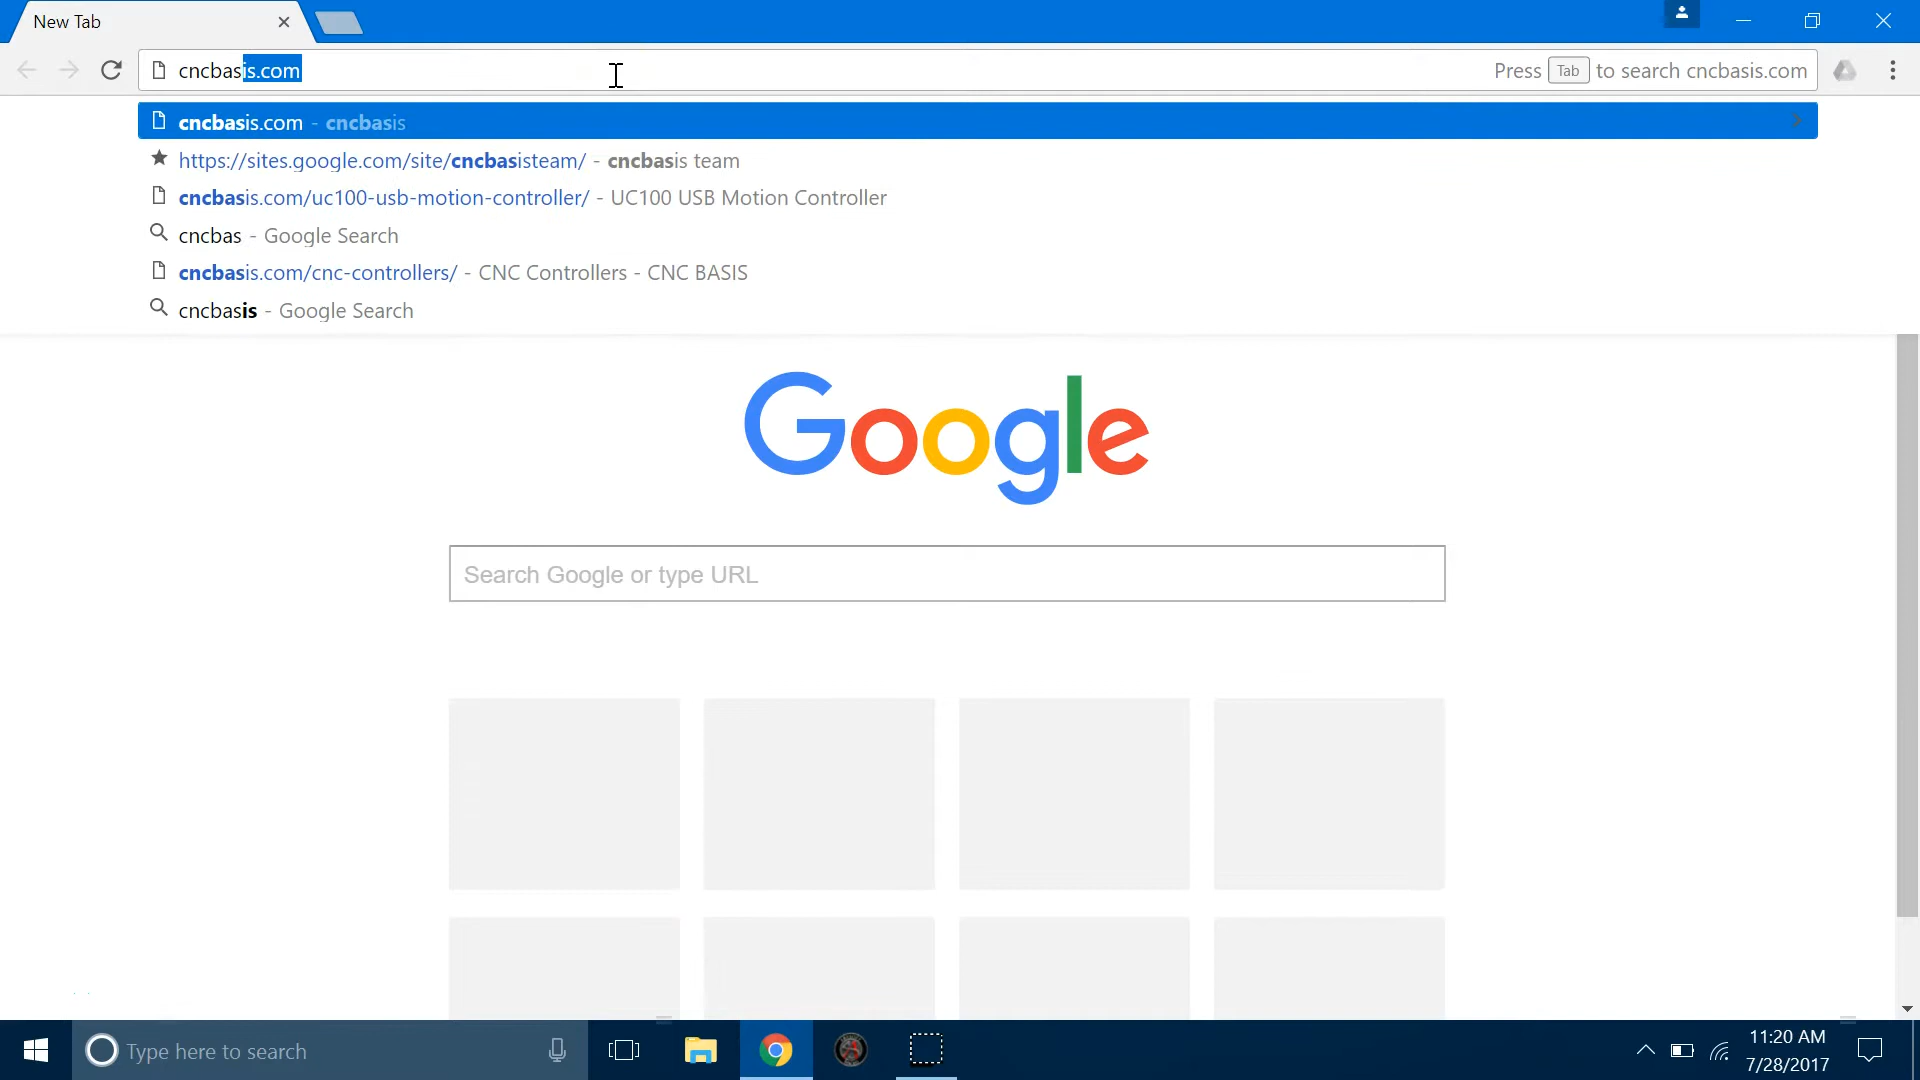 New Tab
cncbasis.com
Press Tab to search cncbasis.com
cncbasis.com - cncbasis
https://sites.google.com/site/cncbasisteam/ - cncbasis team
cncbasis.com/uc100-usb-motion-controller/ - UC100 USB Motion Controller
cncbas - Google Search
cncbasis.com/cnc-controllers/ - CNC Controllers - CNC BASIS
cncbasis - Google Search
Google
Search Google or type URL
Type here to search
11:20 AM
7/28/2017